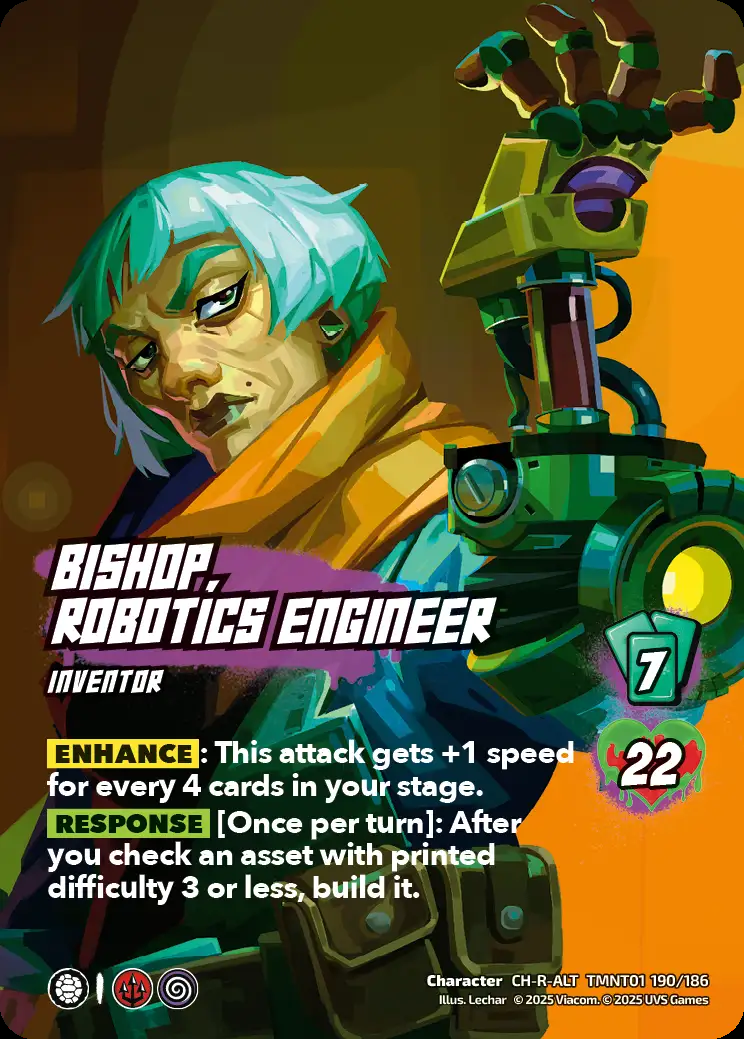 BISHOP,
ROBOTICS ENGINEER
INVENTOR
7
22
ENHANCE: This attack gets +1 speed
for every 4 cards in your stage.
RESPONSE [Once per turn]: After
you check an asset with printed
difficulty 3 or less, build it.
Character CH-R-ALT TMNT01 190/186
Illus. Lechar © 2025 Viacom. © 2025 UVS Games